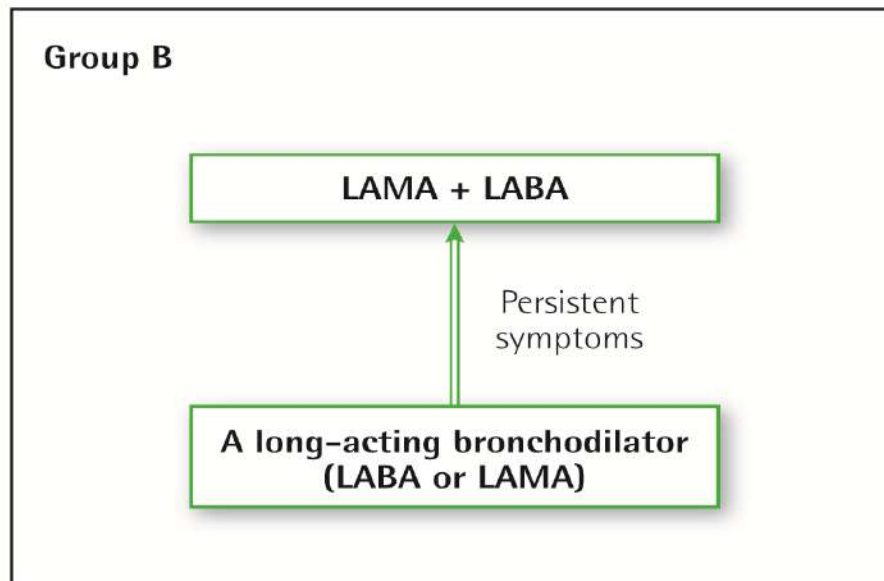 Group B
LAMA + LABA
Persistent
symptoms
A long-acting bronchodilator
(LABA or LAMA)